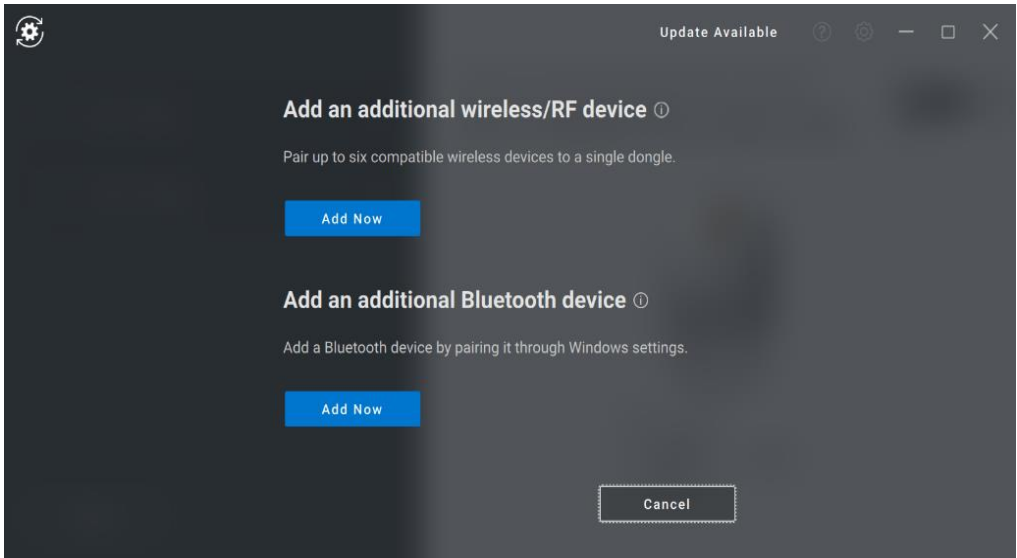 Update Available
Add an additional wireless/RF device
Pair up to six compatible wireless devices to a single dongle.
Add Now
Add an additional Bluetooth device
Add a Bluetooth device by pairing it through Windows settings.
Add Now
Cancel